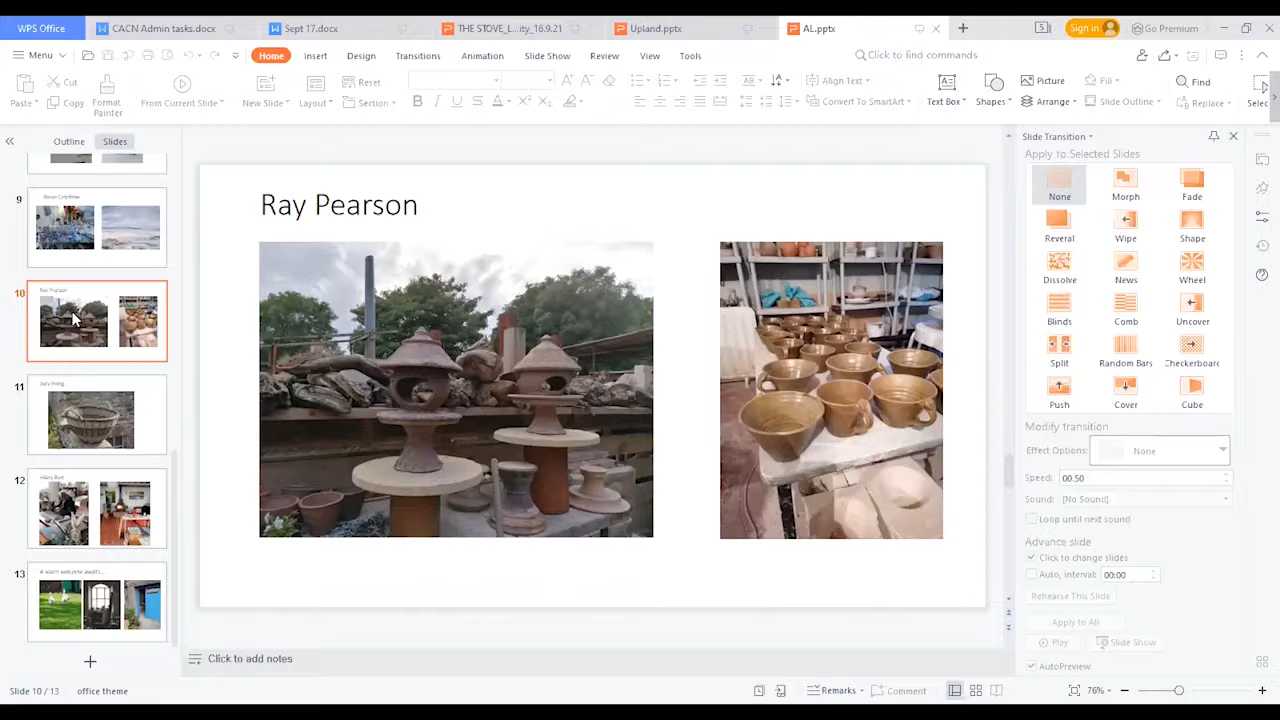 WPS Office
CACN Admin tasks.docx
Sept 17.docx
THE STOVE_L...ity_16.9.21
Upland.pptx
AL.pptx
Sign in
Go Premium
Menu
Home
Insert
Design
Transitions
Animation
Slide Show
Review
View
Tools
Click to find commands
Cut
Copy
Format
Painter
From Current Slide
New Slide
Layout
Reset
Align Text
Convert To SmartArt
Text Box
Shapes
Picture
Arrange
Fill
Slide Outline
Find
Replace
Selec
Outline
Slides
9
10
Ray Pearson
11
12
13
A warm welcome awaits...
Ray Pearson
Click to add notes
Slide Transition
Apply to Selected Slides
None
Morph
Fade
Reveral
Wipe
Shape
Dissolve
News
Wheel
Blinds
Comb
Uncover
Split
Random Bars
Checkerboard
Push
Cover
Cube
Modify transition
Effect Options:
None
Speed:
00.50
Sound:
[No Sound]
Loop until next sound
Advance slide
Click to change slides
Auto, interval:
00:00
Rehearse This Slide
Apply to All
Play
Slide Show
AutoPreview
Slide 10 / 13
office theme
Remarks
Comment
76%